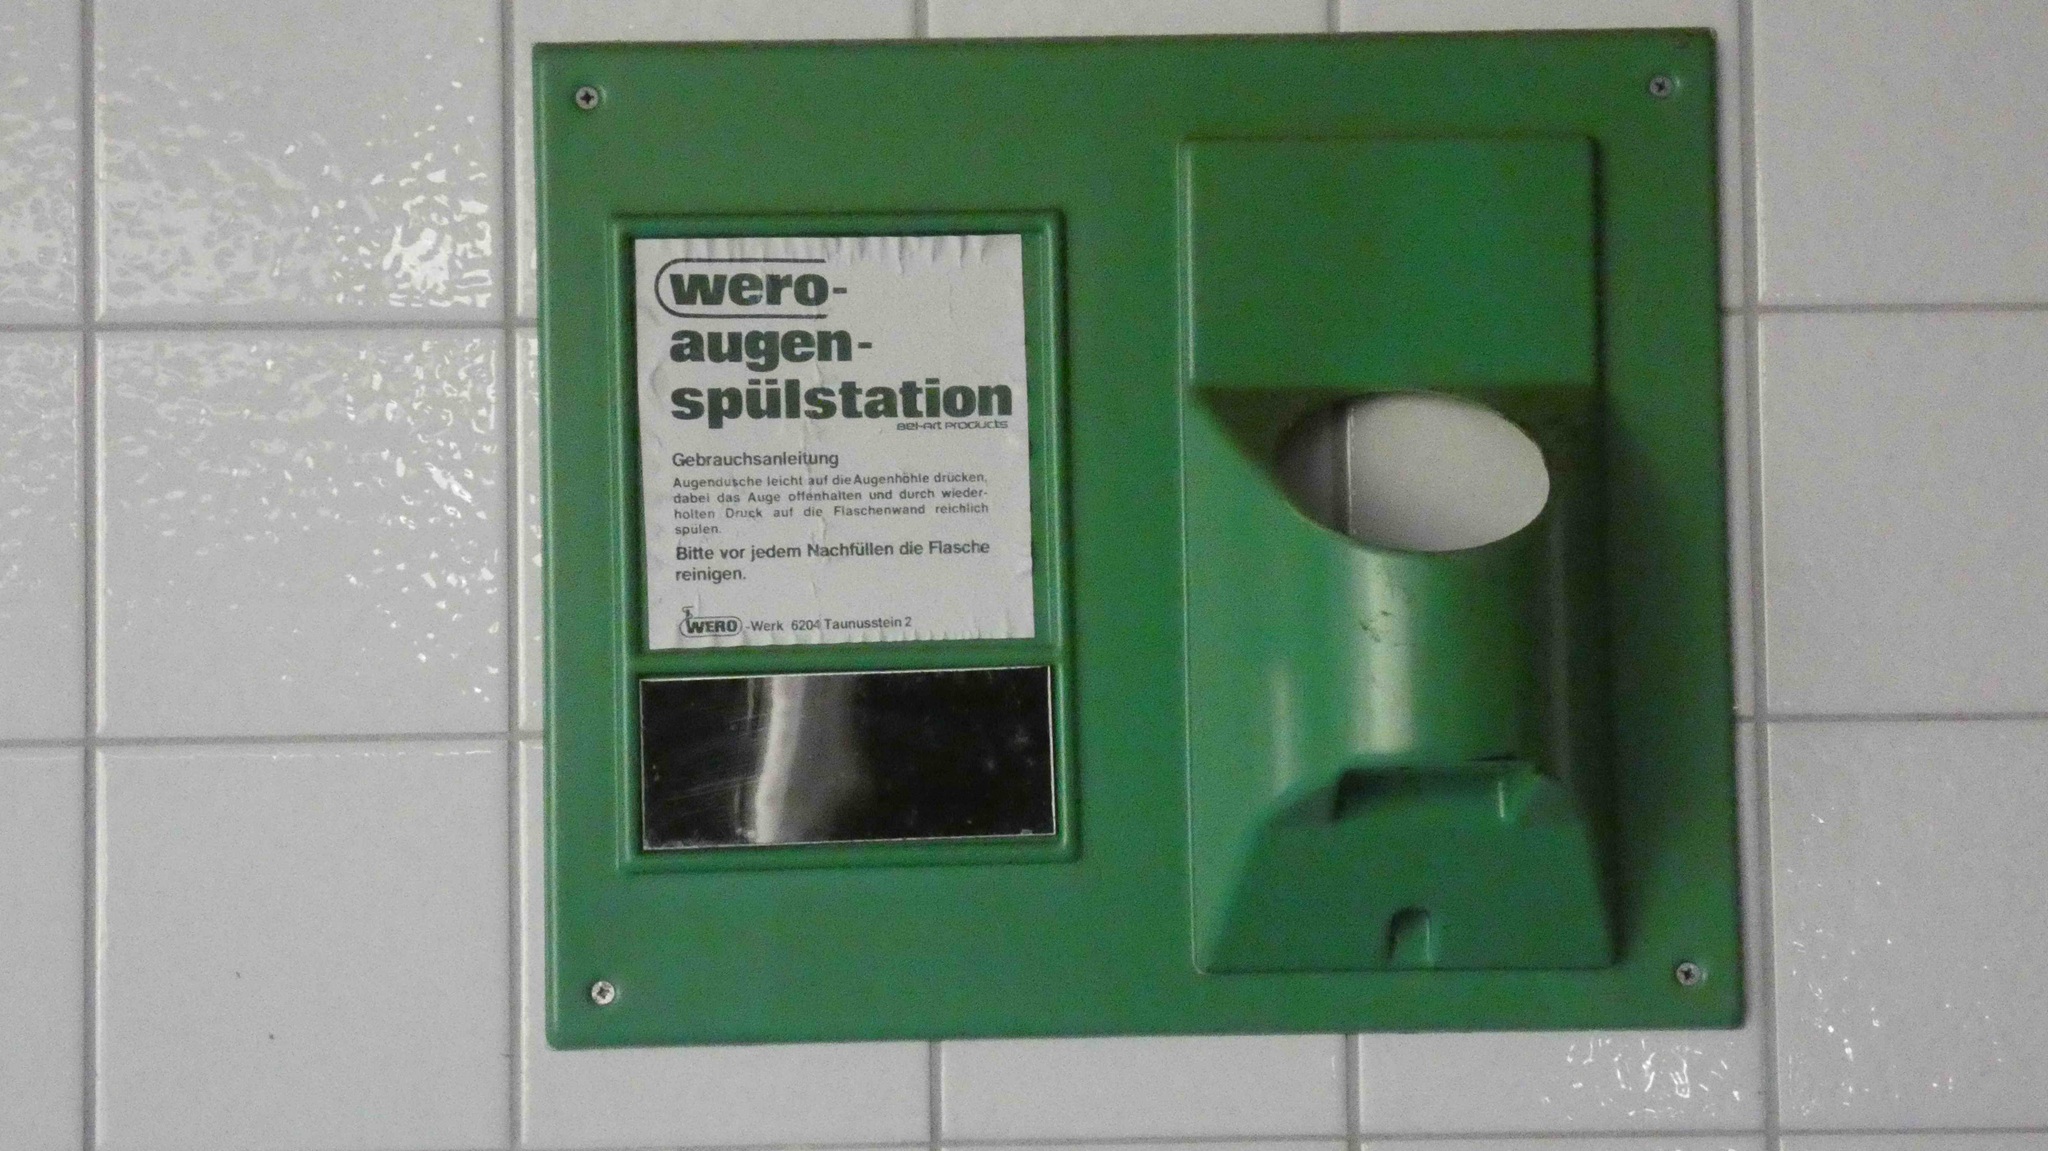 wero-
augen-
spülstation
Bel-Art Products
Gebrauchsanleitung
Augendusche leicht auf die Augenhöhle drücken,
dabei das Auge offenhalten und durch wieder-
holten Druck auf die Flaschenwand reichlich
spülen.
Bitte vor jedem Nachfüllen die Flasche
reinigen.
WERO-Werk 6204 Taunusstein 2